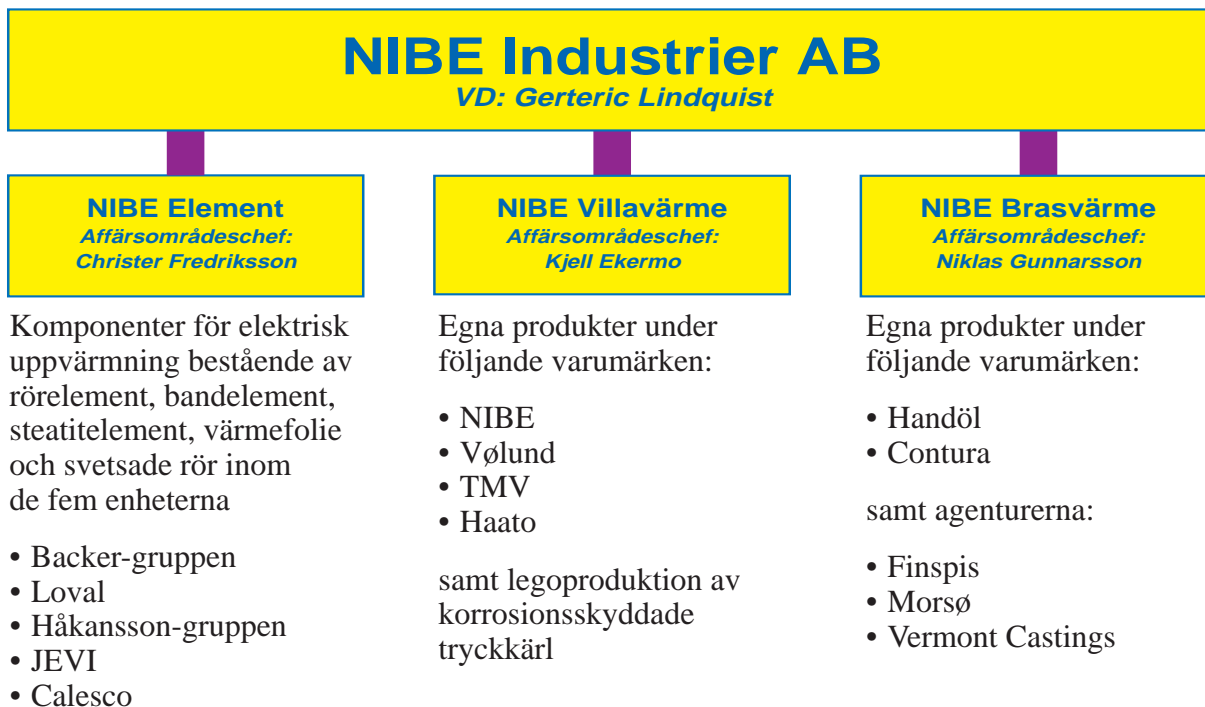 NIBE Industrier AB
VD: Gerteric Lindquist
NIBE Element
Affärsområdeschef:
Christer Fredriksson
Komponenter för elektrisk
uppvärmning bestående av
rörelement, bandelement,
steatitelement, värmefolie
och svetsade rör inom
de fem enheterna
• Backer-gruppen
• Loval
• Håkansson-gruppen
• JEVI
• Calesco
NIBE Villavärme
Affärsområdeschef:
Kjell Ekermo
Egna produkter under
följande varumärken:
• NIBE
• Vølund
• TMV
• Haato
samt legoproduktion av
korrosionsskyddade
tryckkärl
NIBE Brasvärme
Affärsområdeschef:
Niklas Gunnarsson
Egna produkter under
följande varumärken:
• Handöl
• Contura
samt agenturerna:
• Finspis
• Morsø
• Vermont Castings